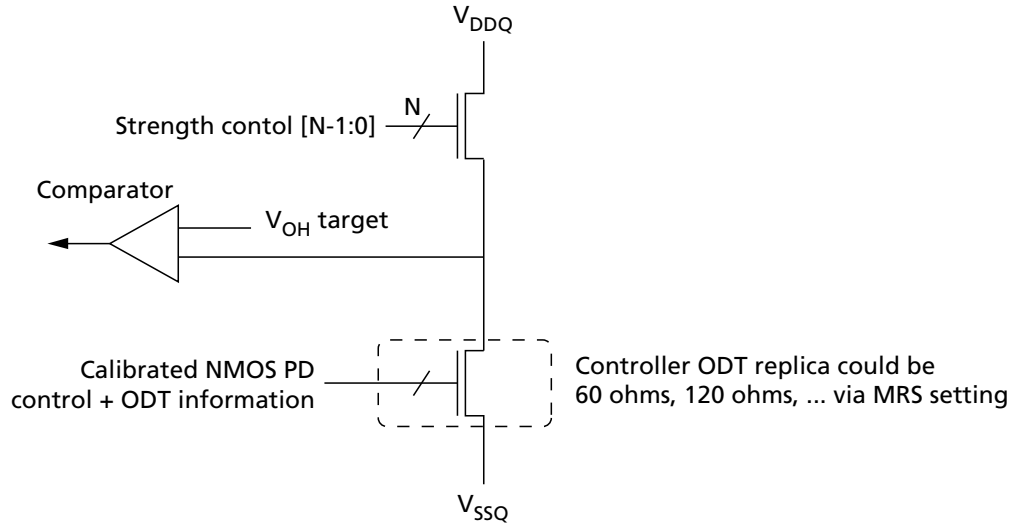 VDDQ
N
Strength contol [N-1:0]
Comparator
VOH target
Calibrated NMOS PD
control + ODT information
Controller ODT replica could be
60 ohms, 120 ohms, ... via MRS setting
VSSQ